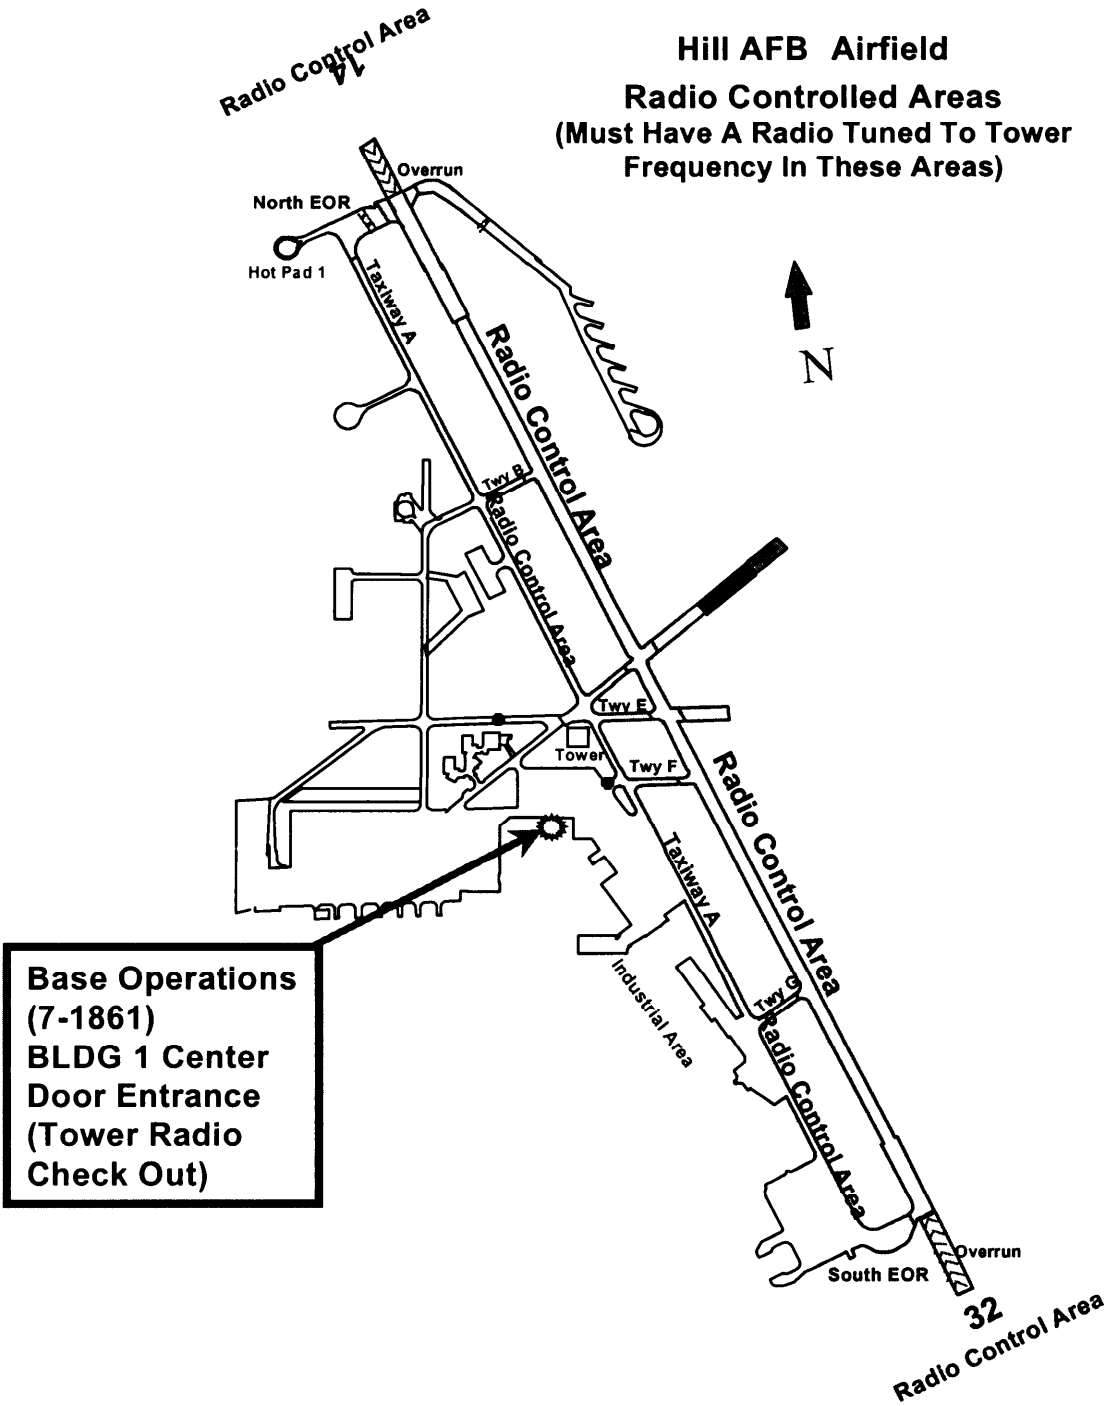 Radio Control Area
14
Hill AFB Airfield
Radio Controlled Areas
(Must Have A Radio Tuned To Tower
Frequency In These Areas)
Overrun
North EOR
Hot Pad 1
Taxiway A
N
Radio Control Area
Twy B
Radio Control Area
Twy E
Tower
Twy F
Radio Control Area
Taxiway A
Industrial Area
Twy G
Radio Control Area
Base Operations
(7-1861)
BLDG 1 Center
Door Entrance
(Tower Radio
Check Out)
Overrun
South EOR
32
Radio Control Area